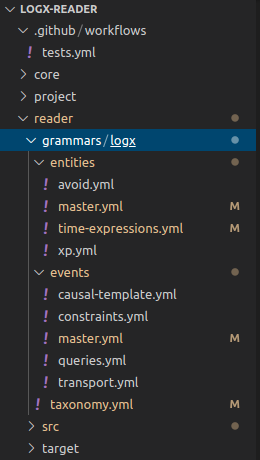 LOGX-READER
.github/workflows
tests.yml
core
project
reader
grammars/logx
entities
avoid.yml
master.yml M
time-expressions.yml M
xp.yml
events
causal-template.yml
constraints.yml
master.yml M
queries.yml
transport.yml
taxonomy.yml M
src
target